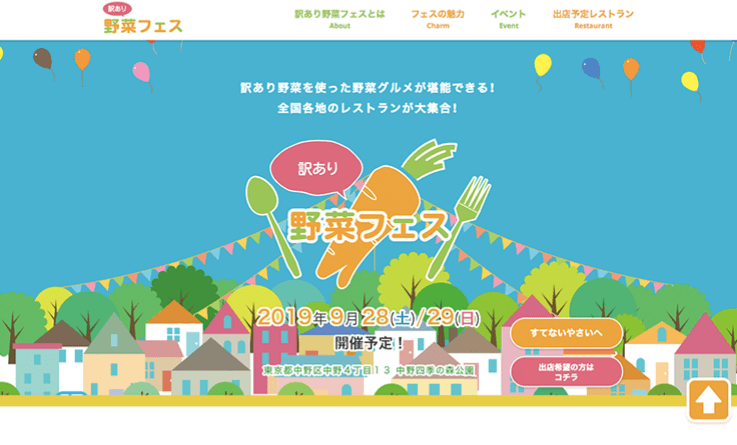 訳あり
野菜フェス
訳あり野菜フェスとは
About
フェスの魅力
Charm
イベント
Event
出店予定レストラン
Restaurant
訳あり野菜を使った野菜グルメが堪能できる！
全国各地のレストランが大集合！
訳あり
野菜フェス
2019年9月28(土)/29(日)
開催予定！
東京都中野区中野４丁目１３ 中野四季の森公園
すてないやさいへ
出店希望の方は
コチラ